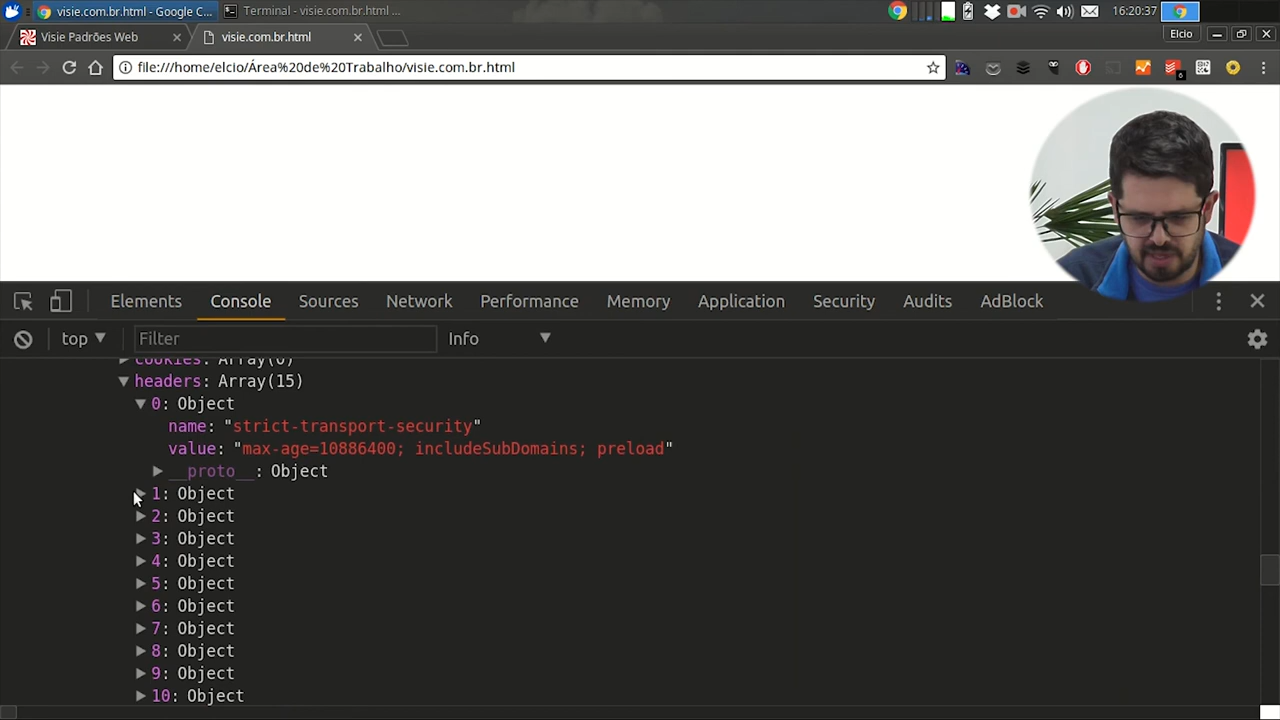 visie.com.br.html - Google C...
Terminal - visie.com.br.html ...
16:20:37
Visie Padrões Web
visie.com.br.html
Elcio
file:///home/elcio/Área%20de%20Trabalho/visie.com.br.html
6
Elements
Console
Sources
Network
Performance
Memory
Application
Security
Audits
AdBlock
top
Filter
Info
cookies: Array(0)
headers: Array(15)
0: Object
name: "strict-transport-security"
value: "max-age=10886400; includeSubDomains; preload"
__proto__: Object
1: Object
2: Object
3: Object
4: Object
5: Object
6: Object
7: Object
8: Object
9: Object
10: Object